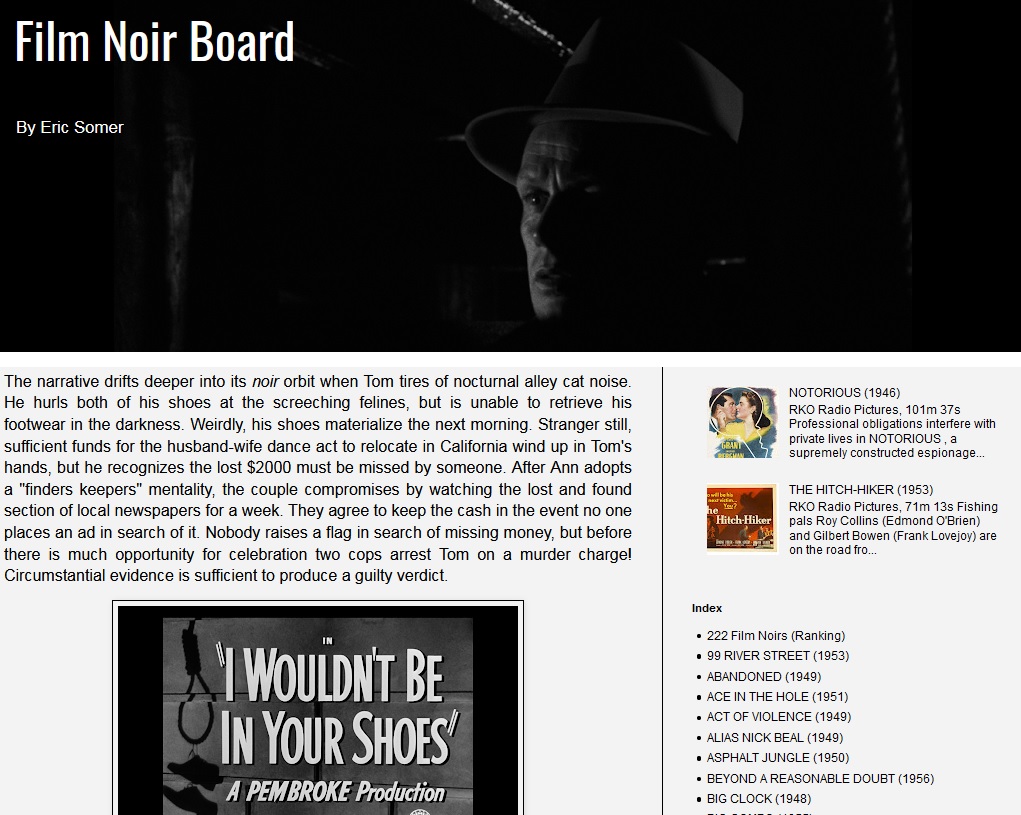 Film Noir Board
By Eric Somer
The narrative drifts deeper into its noir orbit when Tom tires of nocturnal alley cat noise.
He hurls both of his shoes at the screeching felines, but is unable to retrieve his
footwear in the darkness. Weirdly, his shoes materialize the next morning. Stranger still,
sufficient funds for the husband-wife dance act to relocate in California wind up in Tom's
hands, but he recognizes the lost $2000 must be missed by someone. After Ann adopts
a "finders keepers" mentality, the couple compromises by watching the lost and found
section of local newspapers for a week. They agree to keep the cash in the event no one
places an ad in search of it. Nobody raises a flag in search of missing money, but before
there is much opportunity for celebration two cops arrest Tom on a murder charge!
Circumstantial evidence is sufficient to produce a guilty verdict.
IN
"I WOULDN'T BE
IN YOUR SHOES"
A PEMBROKE Production
GRANT
NOTORIOUS (1946)
RKO Radio Pictures, 101m 37s
Professional obligations interfere with
private lives in NOTORIOUS , a
supremely constructed espionage...
o will be his
next victim...
You?
he
Hitch-Hiker
THE HITCH-HIKER (1953)
RKO Radio Pictures, 71m 13s Fishing
pals Roy Collins (Edmond O'Brien)
and Gilbert Bowen (Frank Lovejoy) are
on the road fro...
Index
222 Film Noirs (Ranking)
99 RIVER STREET (1953)
ABANDONED (1949)
ACE IN THE HOLE (1951)
ACT OF VIOLENCE (1949)
ALIAS NICK BEAL (1949)
ASPHALT JUNGLE (1950)
BEYOND A REASONABLE DOUBT (1956)
BIG CLOCK (1948)